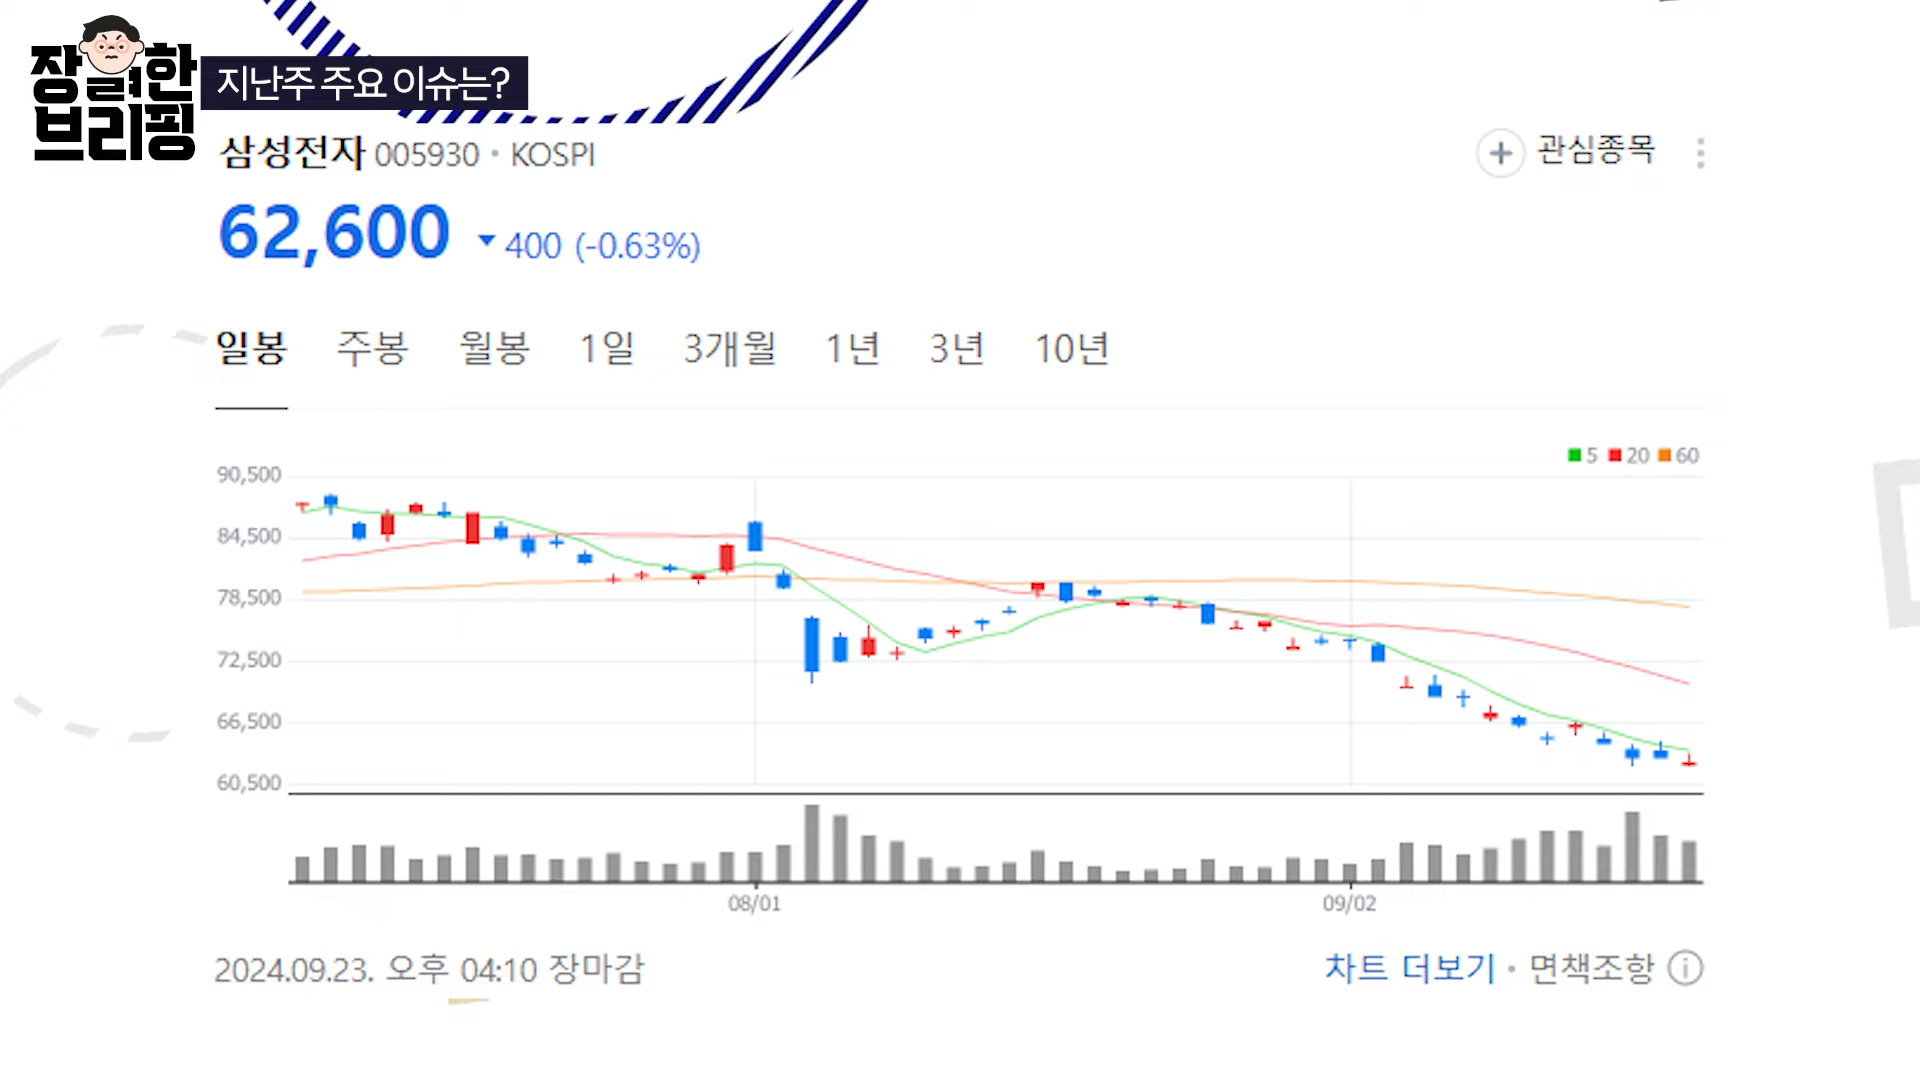 장렬한
브리핑
지난주 주요 이슈는?
삼성전자 005930 • KOSPI
관심종목
62,600 ▼ 400 (-0.63%)
일봉 주봉 월봉 1일 3개월 1년 3년 10년
5 20 60
90,500
84,500
78,500
72,500
66,500
60,500
08/01 09/02
2024.09.23. 오후 04:10 장마감
차트 더보기 • 면책조항